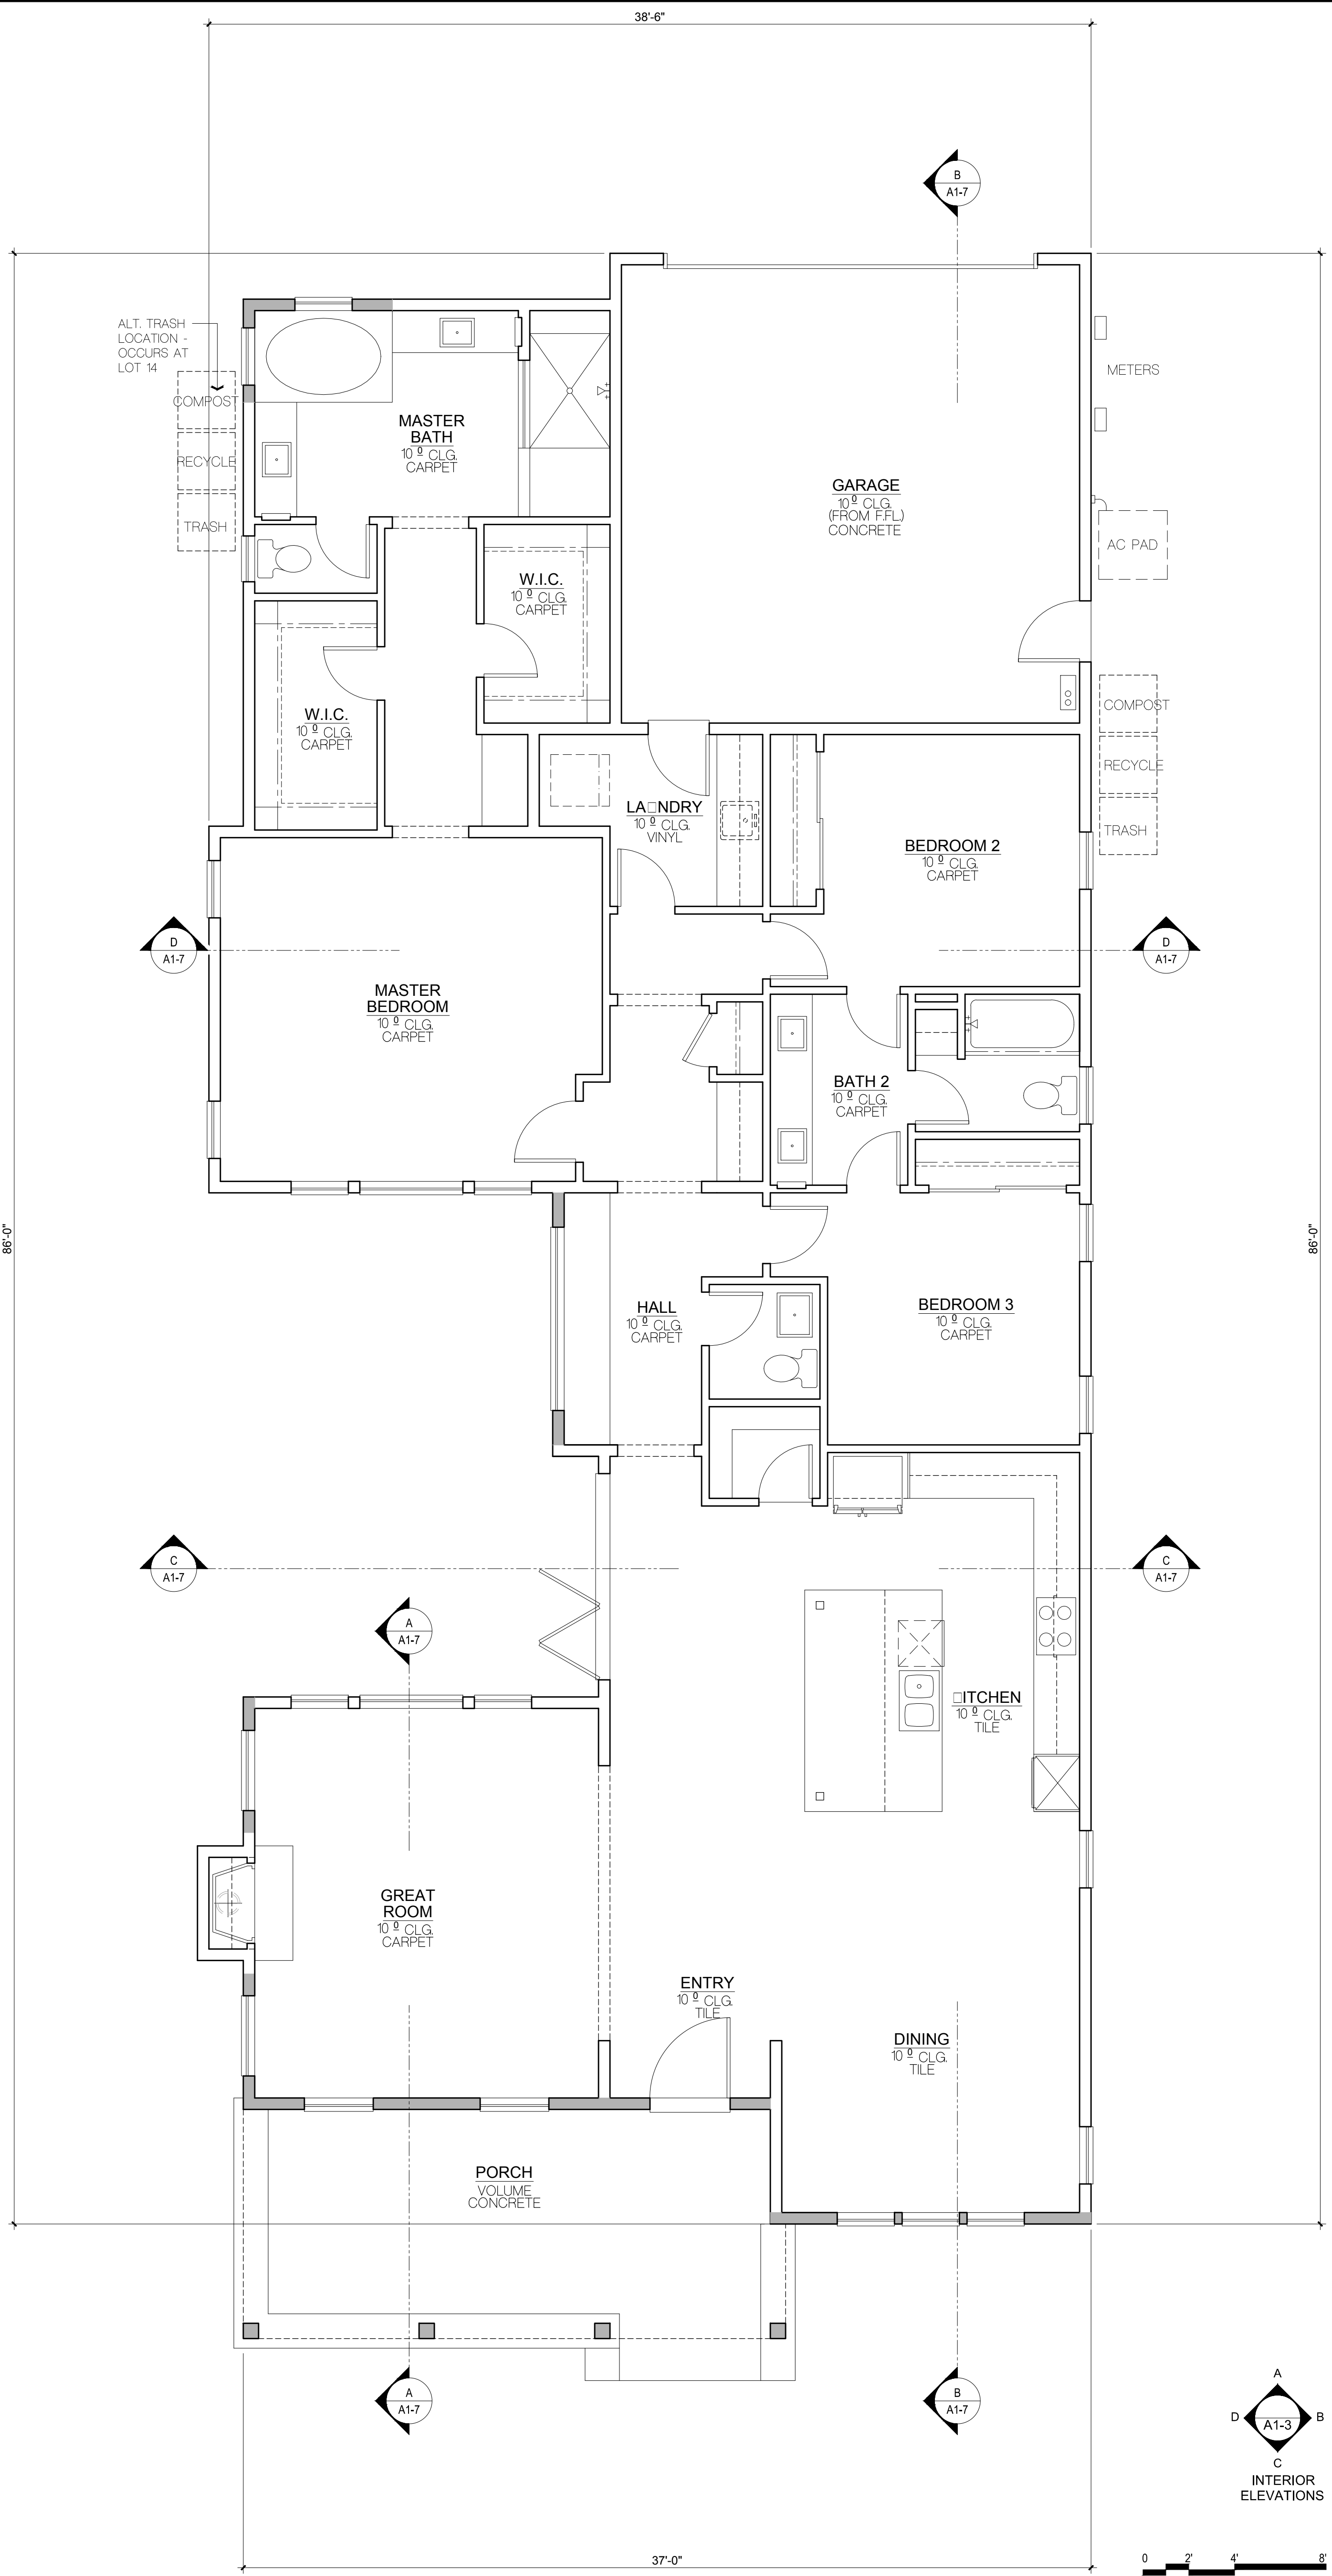 38'-6"
B
A1-7
ALT. TRASH
LOCATION -
OCCURS AT
LOT 14
COMPOST
RECYCLE
TRASH
MASTER
BATH
10 0 CLG.
CARPET
GARAGE
10 0 CLG.
(FROM F.FL.)
CONCRETE
METERS
AC PAD
W.I.C.
10 0 CLG.
CARPET
W.I.C.
10 0 CLG.
CARPET
COMPOST
RECYCLE
TRASH
LA□NDRY
10 0 CLG.
VINYL
BEDROOM 2
10 0 CLG.
CARPET
D
A1-7
D
A1-7
MASTER
BEDROOM
10 0 CLG.
CARPET
BATH 2
10 0 CLG.
CARPET
86'-0"
86'-0"
HALL
10 0 CLG.
CARPET
BEDROOM 3
10 0 CLG.
CARPET
C
A1-7
C
A1-7
A
A1-7
□ITCHEN
10 0 CLG.
TILE
GREAT
ROOM
10 0 CLG.
CARPET
ENTRY
10 0 CLG.
TILE
DINING
10 0 CLG.
TILE
PORCH
VOLUME
CONCRETE
A
A1-7
B
A1-7
A
D
A1-3
B
C
INTERIOR
ELEVATIONS
37'-0"
0 2' 4' 8'